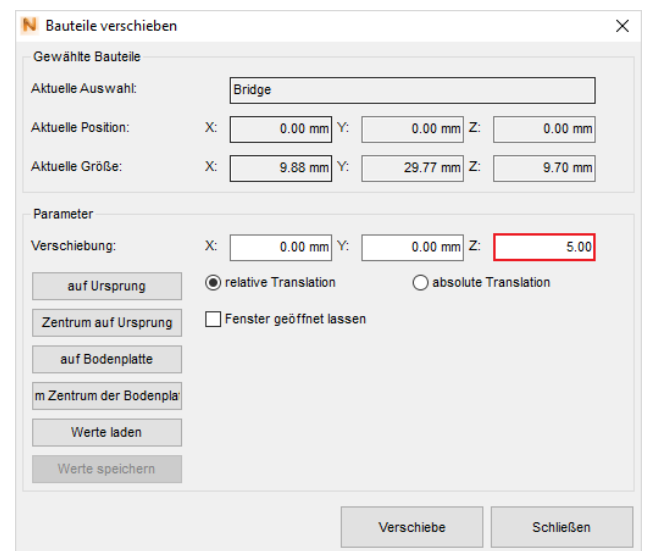 N Bauteile verschieben
Gewählte Bauteile
Aktuelle Auswahl: Bridge
Aktuelle Position: X: 0.00 mm Y: 0.00 mm Z: 0.00 mm
Aktuelle Größe: X: 9.88 mm Y: 29.77 mm Z: 9.70 mm
Parameter
Verschiebung: X: 0.00 mm Y: 0.00 mm Z: 5.00
auf Ursprung relative Translation absolute Translation
Zentrum auf Ursprung Fenster geöffnet lassen
auf Bodenplatte
m Zentrum der Bodenpla
Werte laden
Werte speichern
Verschiebe Schließen